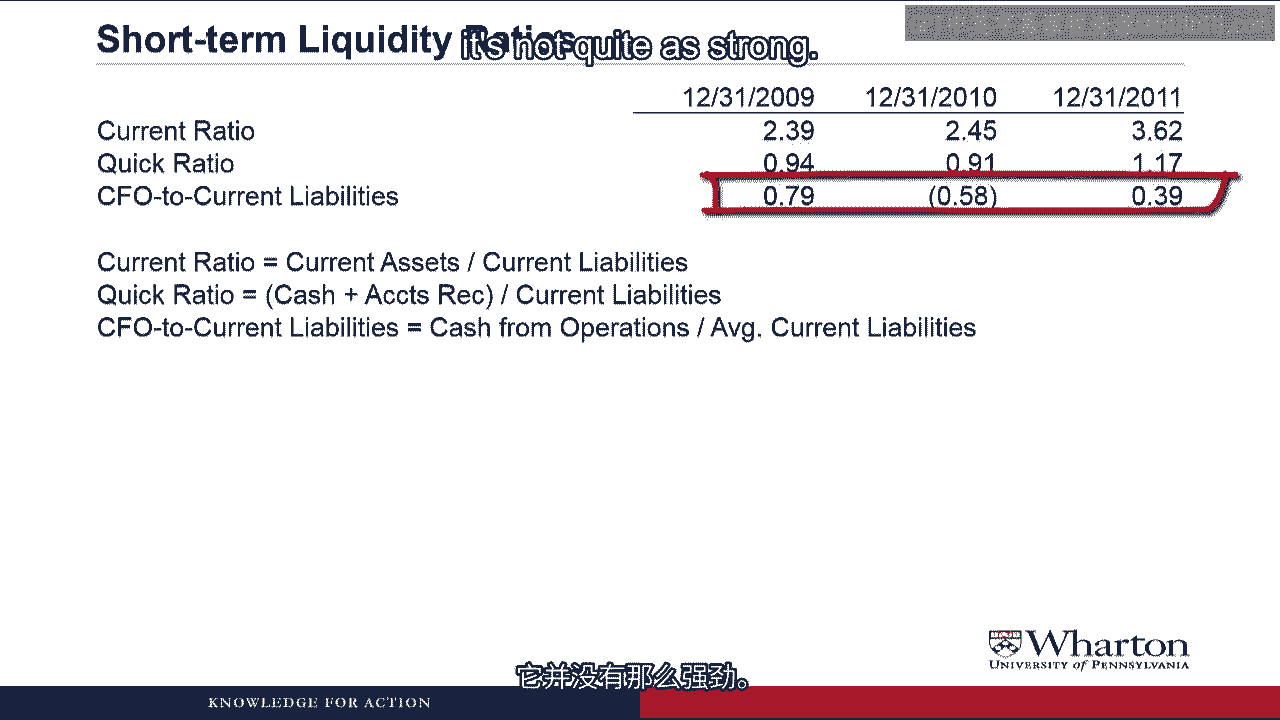 Short-term Liquidity Ratios
it's not quite as strong.
12/31/2009 12/31/2010 12/31/2011
Current Ratio 2.39 2.45 3.62
Quick Ratio 0.94 0.91 1.17
CFO-to-Current Liabilities 0.79 (0.58) 0.39
Current Ratio = Current Assets / Current Liabilities
Quick Ratio = (Cash + Accts Rec) / Current Liabilities
CFO-to-Current Liabilities = Cash from Operations / Avg. Current Liabilities
Wharton
UNIVERSITY of PENNSYLVANIA
它并没有那么强劲。
KNOWLEDGE FOR ACTION